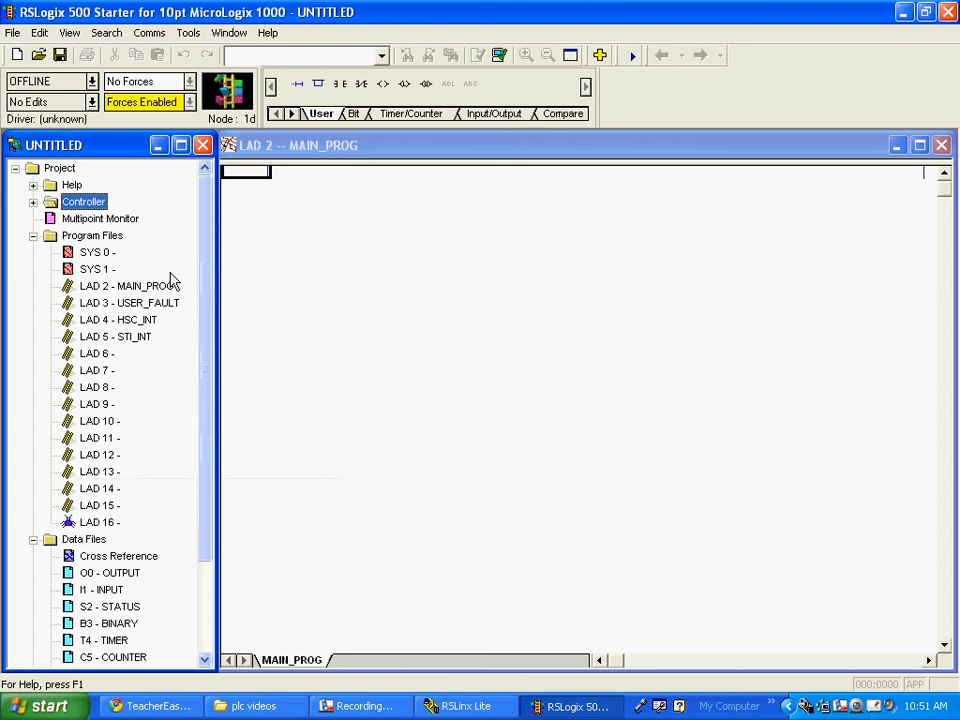 RSLogix 500 Starter for 10pt MicroLogix 1000 - UNTITLED
File Edit View Search Comms Tools Window Help
OFFLINE No Forces
No Edits Forces Enabled
Driver: (unknown) Node : 1d
ABL ABS
User Bit Timer/Counter Input/Output Compare
UNTITLED
LAD 2 -- MAIN_PROG
Project
Help
Controller
Multipoint Monitor
Program Files
SYS 0 -
SYS 1 -
LAD 2 - MAIN_PROG
LAD 3 - USER_FAULT
LAD 4 - HSC_INT
LAD 5 - STI_INT
LAD 6 -
LAD 7 -
LAD 8 -
LAD 9 -
LAD 10 -
LAD 11 -
LAD 12 -
LAD 13 -
LAD 14 -
LAD 15 -
LAD 16 -
Data Files
Cross Reference
O0 - OUTPUT
I1 - INPUT
S2 - STATUS
B3 - BINARY
T4 - TIMER
C5 - COUNTER
MAIN_PROG
For Help, press F1
000:0000 APP
start TeacherEas... plc videos Recording... RSLinx Lite RSLogix 50... My Computer » 10:51 AM